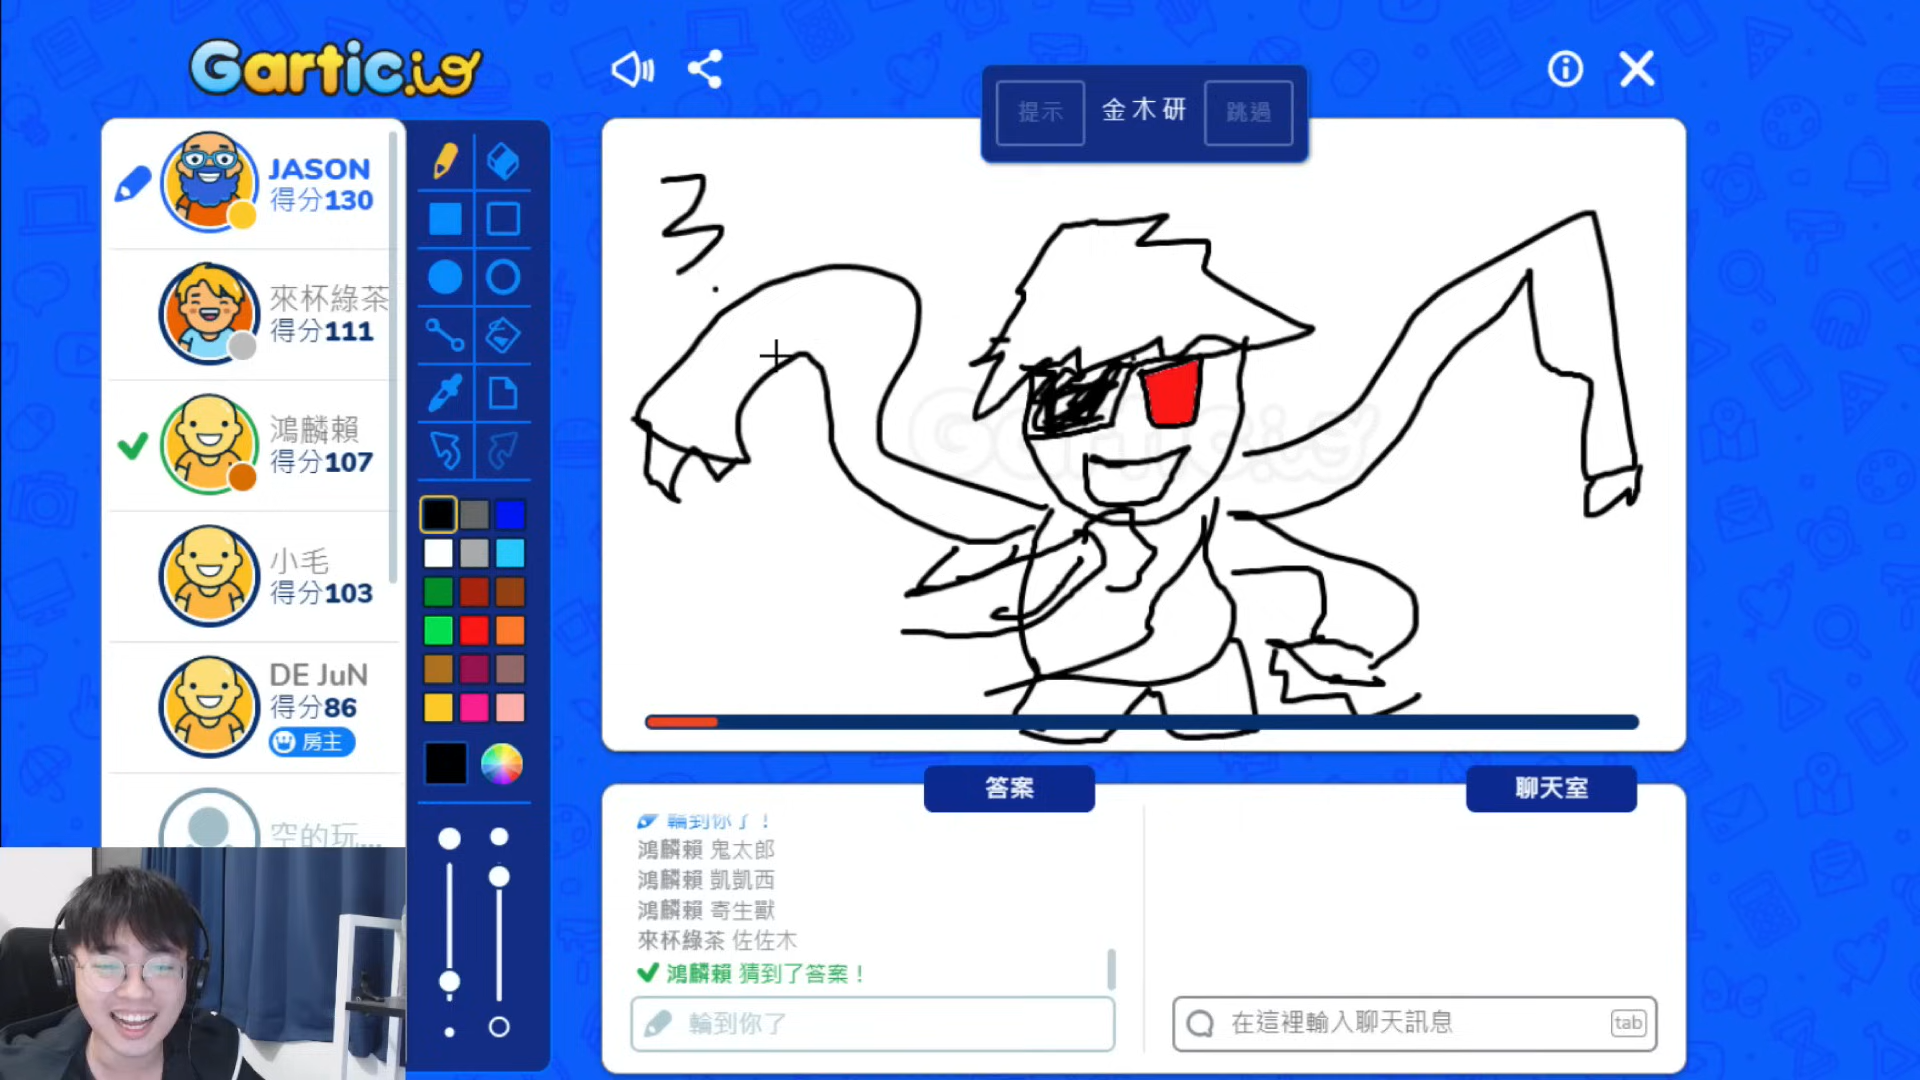 Gartic.io
提示
金木研
跳過
JASON
得分130
來杯綠茶
得分111
鴻麟賴
得分107
小毛
得分103
DE JuN
得分86
房主
空的玩...
3
Gartic.io
答案
聊天室
輪到你了！
鴻麟賴 鬼太郎
鴻麟賴 凱凱西
鴻麟賴 寄生獸
來杯綠茶 佐佐木
鴻麟賴 猜到了答案！
輪到你了
在這裡輸入聊天訊息
tab